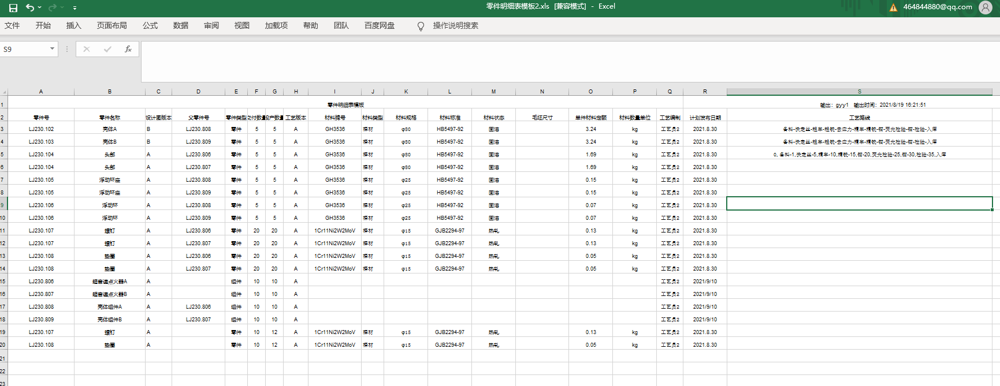 零件明细表模板2.xls [兼容模式] - Excel 464844880@qq.com
文件 开始 插入 页面布局 公式 数据 审阅 视图 加载项 帮助 团队 百度网盘 操作说明搜索
S9 fx
A B C D E F G H I J K L M N O P Q R S
1 零件明细表模板 输出：gyy1 输出时间：2021/8/19 16:21:51
2 零件号 零件名称 设计图版本 父零件号 零件类型 交付数量 投产数量 工艺版本 材料牌号 材料类型 材料规格 材料标准 材料状态 毛坯尺寸 单件材料定额 材料数量单位 工艺编制 计划发布日期 工艺路线
3 LJ230.102 壳体A B LJ230.808 零件 5 5 A GH3536 棒材 φ80 HB5497-92 固溶 3.24 kg 工艺员2 2021.8.30 备料-快走丝-粗车-粗铣-去应力-精车-精铣-钳-荧光检验-钳-检验-入库
4 LJ230.103 壳体B B LJ230.809 零件 5 5 A GH3536 棒材 φ80 HB5497-92 固溶 3.24 kg 工艺员2 2021.8.30 备料-快走丝-粗车-粗铣-去应力-精车-精铣-钳-荧光检验-钳-检验-入库
5 LJ230.104 头部 A LJ230.806 零件 5 5 A GH3536 棒材 φ80 HB5497-92 固溶 1.69 kg 工艺员2 2021.8.30 0,备料-1,快走丝-5,精车-10,精铣-15,钳-20,荧光检验-25,钳-30,检验-35,入库
6 LJ230.104 头部 A LJ230.807 零件 5 5 A GH3536 棒材 φ80 HB5497-92 固溶 1.69 kg 工艺员2 2021.8.30
7 LJ230.105 浮动环座 A LJ230.808 零件 5 5 A GH3536 棒材 φ25 HB5497-92 固溶 0.15 kg 工艺员2 2021.8.30
8 LJ230.105 浮动环座 A LJ230.809 零件 5 5 A GH3536 棒材 φ25 HB5497-92 固溶 0.15 kg 工艺员2 2021.8.30
9 LJ230.106 浮动环 A LJ230.808 零件 5 5 A GH3536 棒材 φ25 HB5497-92 固溶 0.07 kg 工艺员2 2021.8.30
10 LJ230.106 浮动环 A LJ230.809 零件 5 5 A GH3536 棒材 φ25 HB5497-92 固溶 0.07 kg 工艺员2 2021.8.30
11 LJ230.107 螺钉 A LJ230.806 零件 20 20 A 1Cr11Ni2W2MoV 棒材 φ15 GJB2294-97 热轧 0.13 kg 工艺员2 2021.8.30
12 LJ230.107 螺钉 A LJ230.807 零件 20 20 A 1Cr11Ni2W2MoV 棒材 φ15 GJB2294-97 热轧 0.13 kg 工艺员2 2021.8.30
13 LJ230.108 垫圈 A LJ230.806 零件 20 20 A 1Cr11Ni2W2MoV 棒材 φ15 GJB2294-97 热轧 0.05 kg 工艺员2 2021.8.30
14 LJ230.108 垫圈 A LJ230.807 零件 20 20 A 1Cr11Ni2W2MoV 棒材 φ15 GJB2294-97 热轧 0.05 kg 工艺员2 2021.8.30
15 LJ230.806 超音速点火器A A 组件 10 10 A 工艺员2 2021/9/10
16 LJ230.807 超音速点火器B A 组件 10 10 A 工艺员2 2021/9/10
17 LJ230.808 壳体组件A A LJ230.806 组件 10 10 A 工艺员2 2021/9/10
18 LJ230.809 壳体组件B A LJ230.807 组件 10 10 A 工艺员2 2021/9/10
19 LJ230.107 螺钉 A 零件 10 12 A 1Cr11Ni2W2MoV 棒材 φ15 GJB2294-97 热轧 0.13 kg 工艺员2 2021.8.30
20 LJ230.108 垫圈 A 零件 10 12 A 1Cr11Ni2W2MoV 棒材 φ15 GJB2294-97 热轧 0.05 kg 工艺员2 2021.8.30
21
22
23